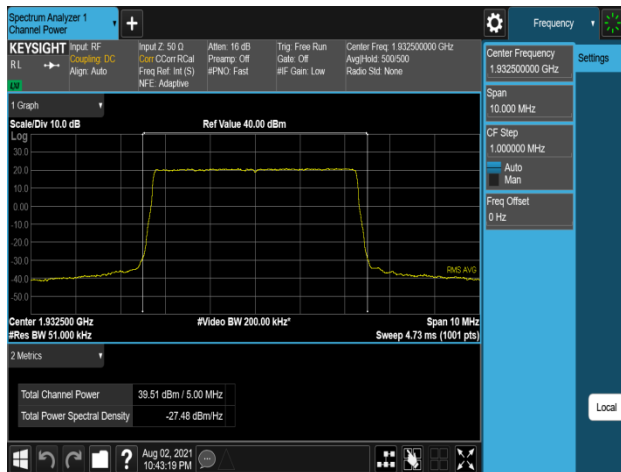 Spectrum Analyzer 1
Channel Power
Frequency
KEYSIGHT
R L
Input: RF
Coupling: DC
Align: Auto
Input Z: 50 Ω
Corr CCorr RCal
Freq Ref: Int (S)
NFE: Adaptive
Atten: 16 dB
Preamp: Off
#PNO: Fast
Trig: Free Run
Gate: Off
#IF Gain: Low
Center Freq: 1.932500000 GHz
Avg|Hold: 500/500
Radio Std: None
1 Graph
Scale/Div 10.0 dB
Ref Value 40.00 dBm
Log
30.0
20.0
10.0
0.00
-10.0
-20.0
-30.0
-40.0
-50.0
RMS AVG
Center 1.932500 GHz
#Video BW 200.00 kHz*
Span 10 MHz
#Res BW 51.000 kHz
Sweep 4.73 ms (1001 pts)
2 Metrics
Total Channel Power 39.51 dBm / 5.00 MHz
Total Power Spectral Density -27.48 dBm/Hz
Center Frequency
1.932500000 GHz
Settings
Span
10.000 MHz
CF Step
1.000000 MHz
Auto
Man
Freq Offset
0 Hz
Local
?
Aug 02, 2021
10:43:19 PM